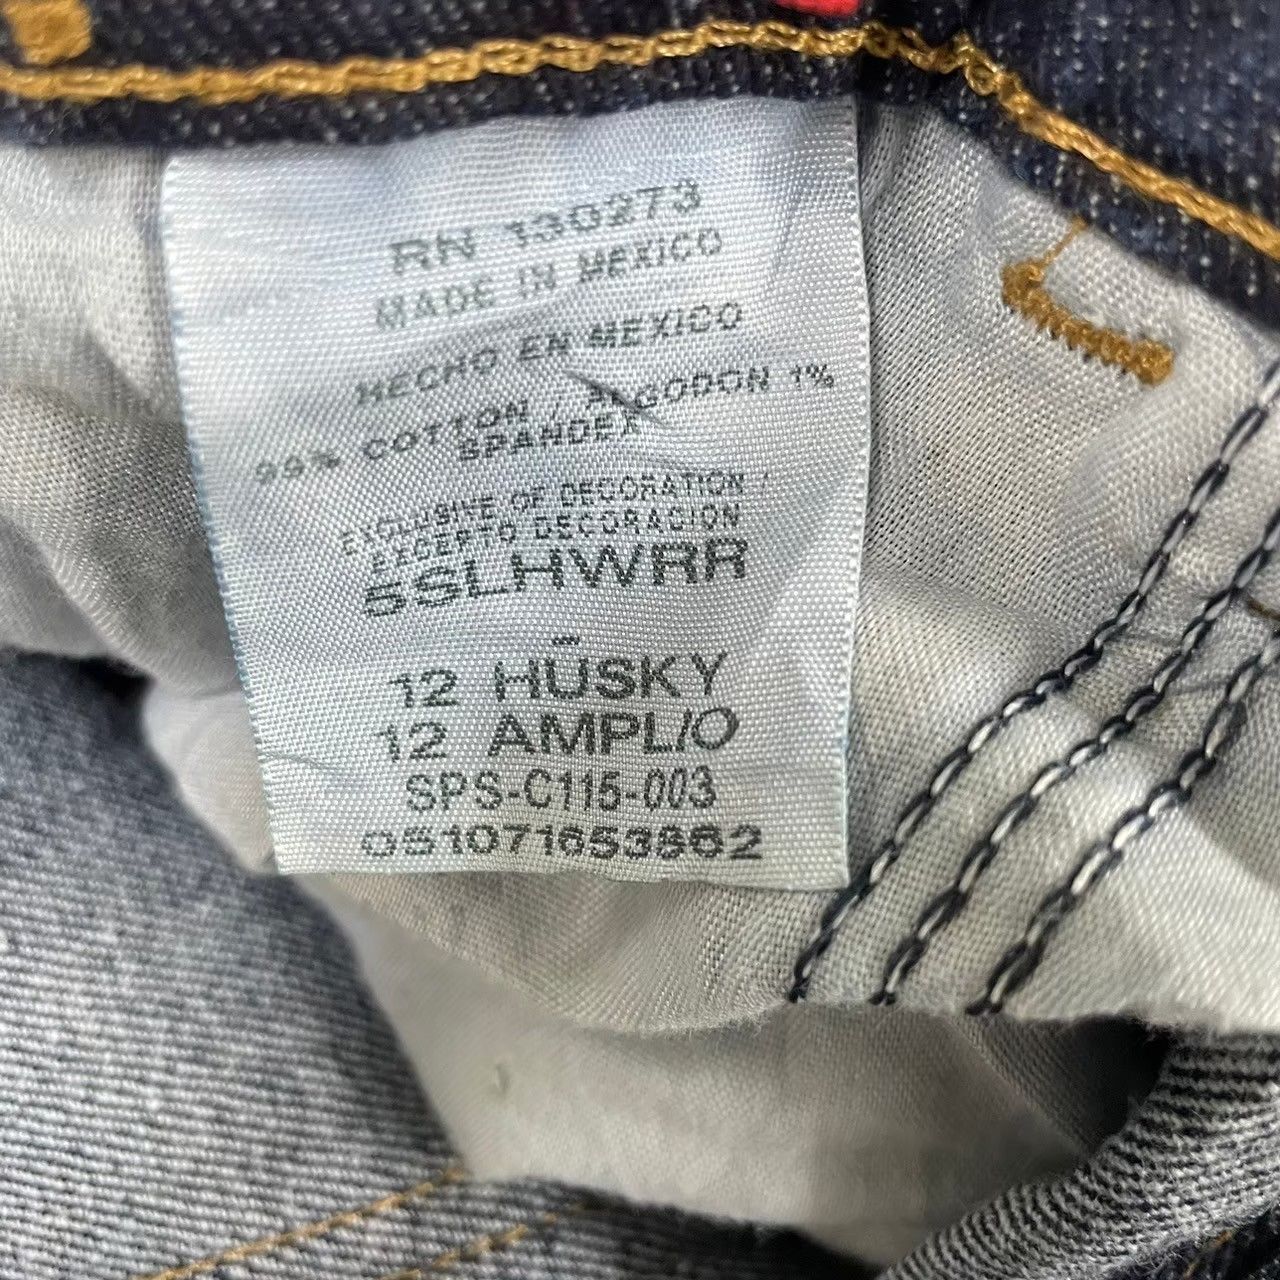 RN 130273
MADE IN MEXICO
HECHO EN MEXICO
99% COTTON / ALGODON 1%
SPANDEX
EXCLUSIVE OF DECORATION /
EXCEPTO DECORACION
5SLHWRR
12 HUSKY
12 AMPLIO
SPS-C115-003
051071653862